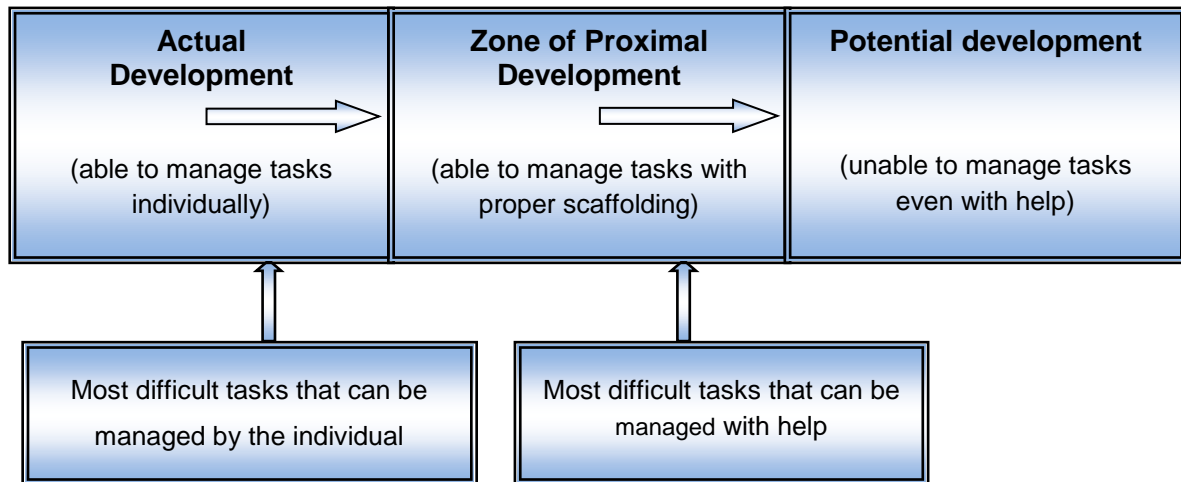 Actual
Development
(able to manage tasks
individually)
Zone of Proximal
Development
(able to manage tasks with
proper scaffolding)
Potential development
(unable to manage tasks
even with help)
Most difficult tasks that can be
managed by the individual
Most difficult tasks that can be
managed with help